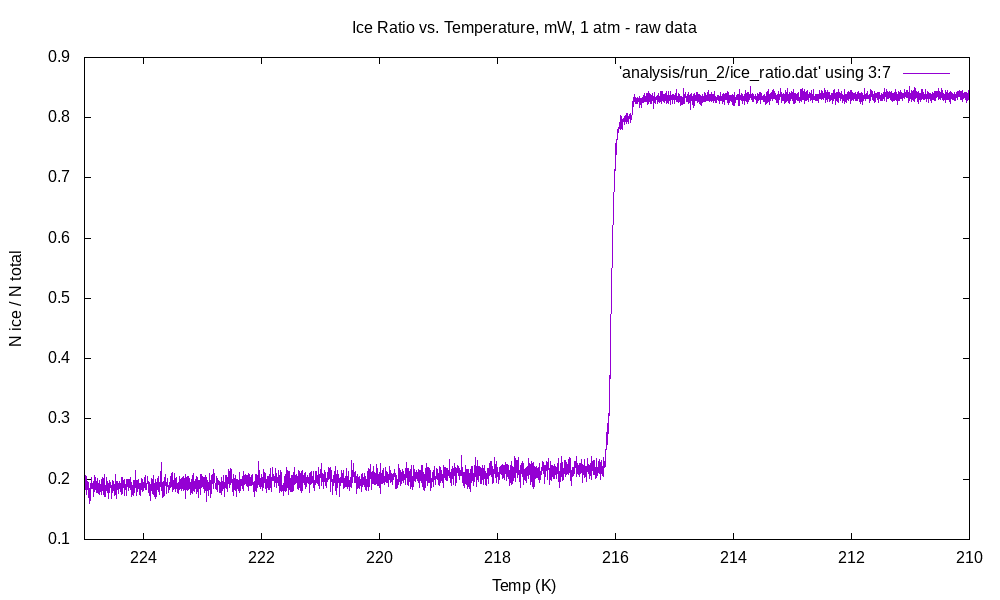 Ice Ratio vs. Temperature, mW, 1 atm - raw data
'analysis/run_2/ice_ratio.dat' using 3:7
0.9
0.8
0.7
0.6
0.5
0.4
0.3
0.2
0.1
N ice / N total
224 222 220 218 216 214 212 210
Temp (K)